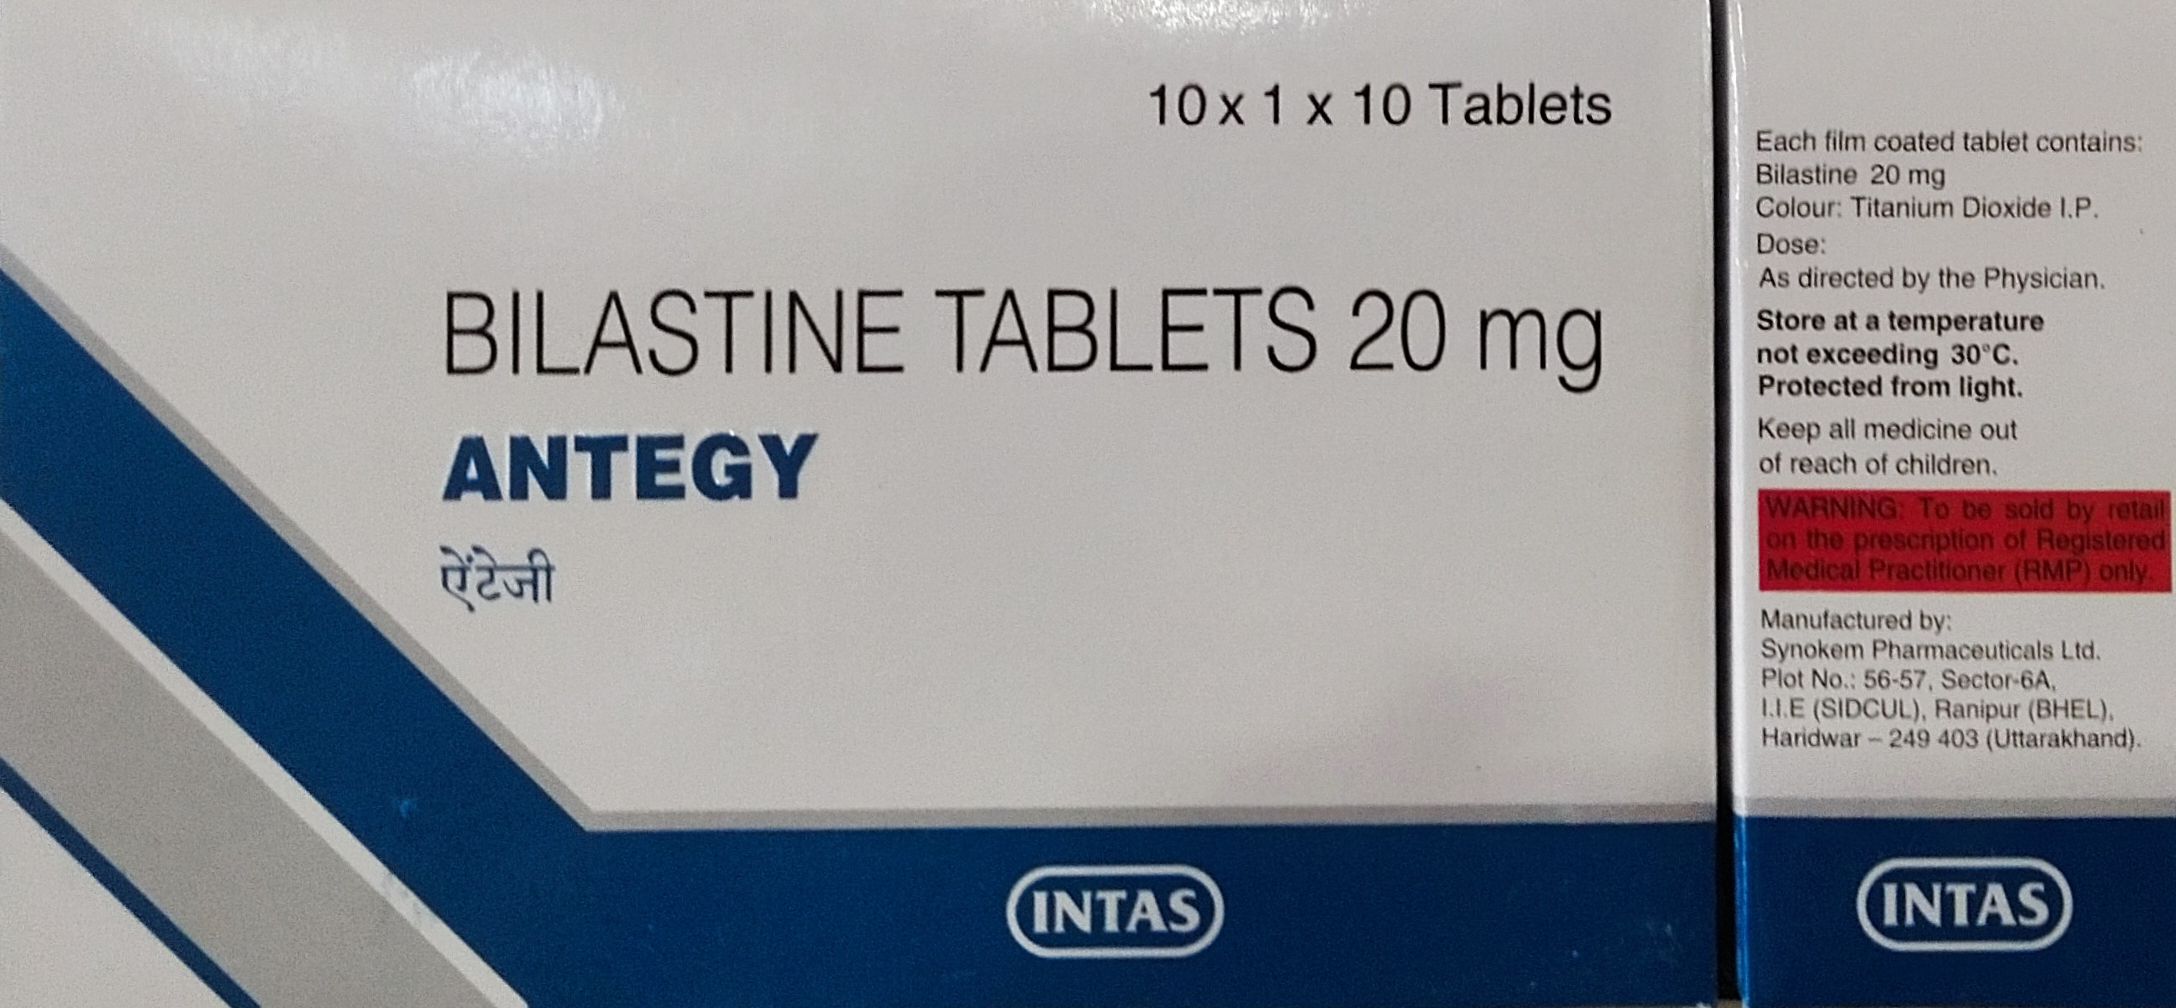 10 x 1 x 10 Tablets
BILASTINE TABLETS 20 mg
ANTEGY
ऐंटेजी
INTAS
Each film coated tablet contains:
Bilastine 20 mg
Colour: Titanium Dioxide I.P.
Dose:
As directed by the Physician.
Store at a temperature
not exceeding 30°C.
Protected from light.
Keep all medicine out
of reach of children.
WARNING: To be sold by retail
on the prescription of Registered
Medical Practitioner (RMP) only.
Manufactured by:
Synokem Pharmaceuticals Ltd.
Plot No.: 56-57, Sector-6A,
I.I.E (SIDCUL), Ranipur (BHEL),
Haridwar – 249 403 (Uttarakhand).
INTAS